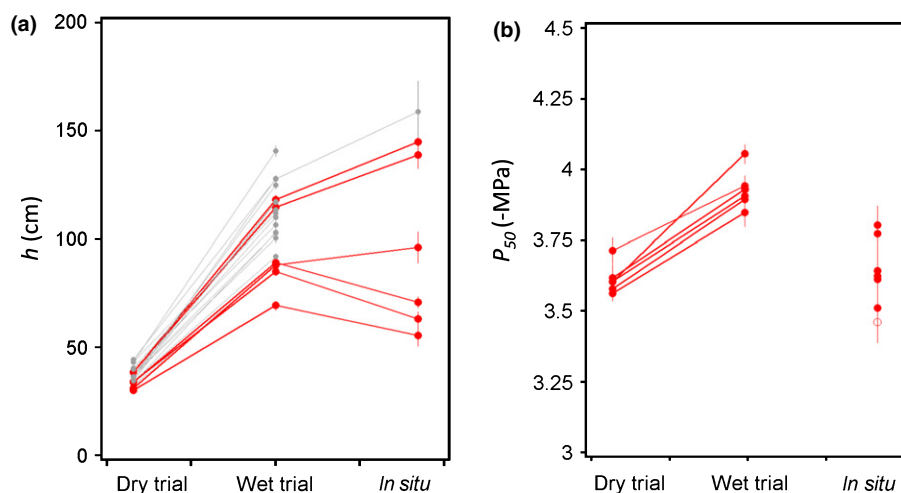 (a)
200
150
100
50
0
h (cm)
Dry trial Wet trial In situ
(b)
4.5
4.25
4
3.75
3.5
3.25
3
P50 (-MPa)
Dry trial Wet trial In situ